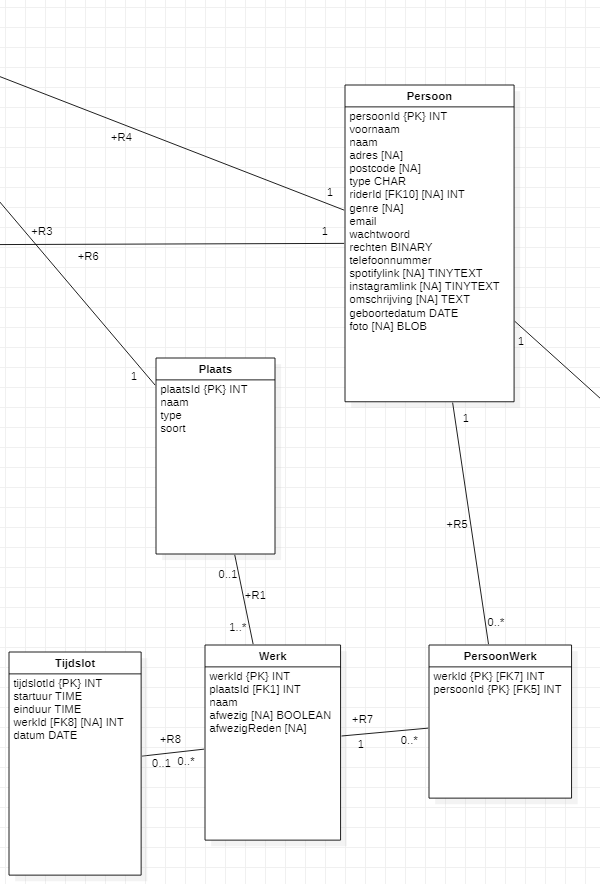 Persoon
persoonId {PK} INT
voornaam
naam
adres [NA]
postcode [NA]
type CHAR
riderId [FK10] [NA] INT
genre [NA]
email
wachtwoord
rechten BINARY
telefoonnummer
spotifylink [NA] TINYTEXT
instagramlink [NA] TINYTEXT
omschrijving [NA] TEXT
geboortedatum DATE
foto [NA] BLOB
+R4
1
+R3
1
+R6
1
1
Plaats
plaatsId {PK} INT
naam
type
soort
1
+R5
0..*
0..1
+R1
1..*
Tijdslot
tijdslotId {PK} INT
startuur TIME
einduur TIME
werkId [FK8] [NA] INT
datum DATE
+R8
0..1 0..*
Werk
werkId {PK} INT
plaatsId [FK1] INT
naam
afwezig [NA] BOOLEAN
afwezigReden [NA]
+R7
1 0..*
PersoonWerk
werkId {PK} [FK7] INT
persoonId {PK} [FK5] INT